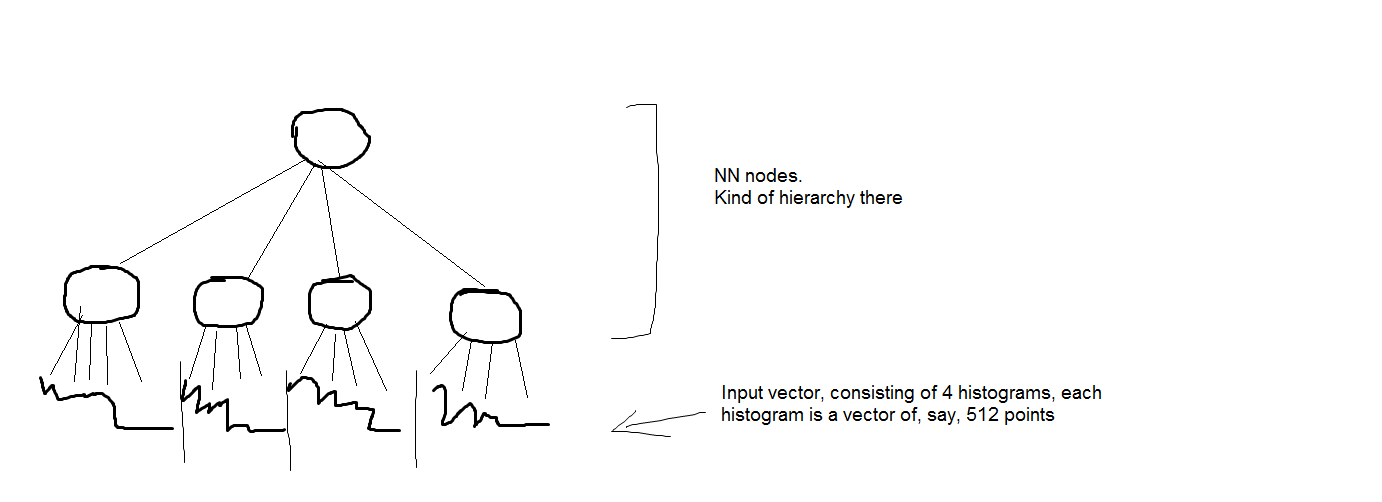 NN nodes.
Kind of hierarchy there
Input vector, consisting of 4 histograms, each
histogram is a vector of, say, 512 points